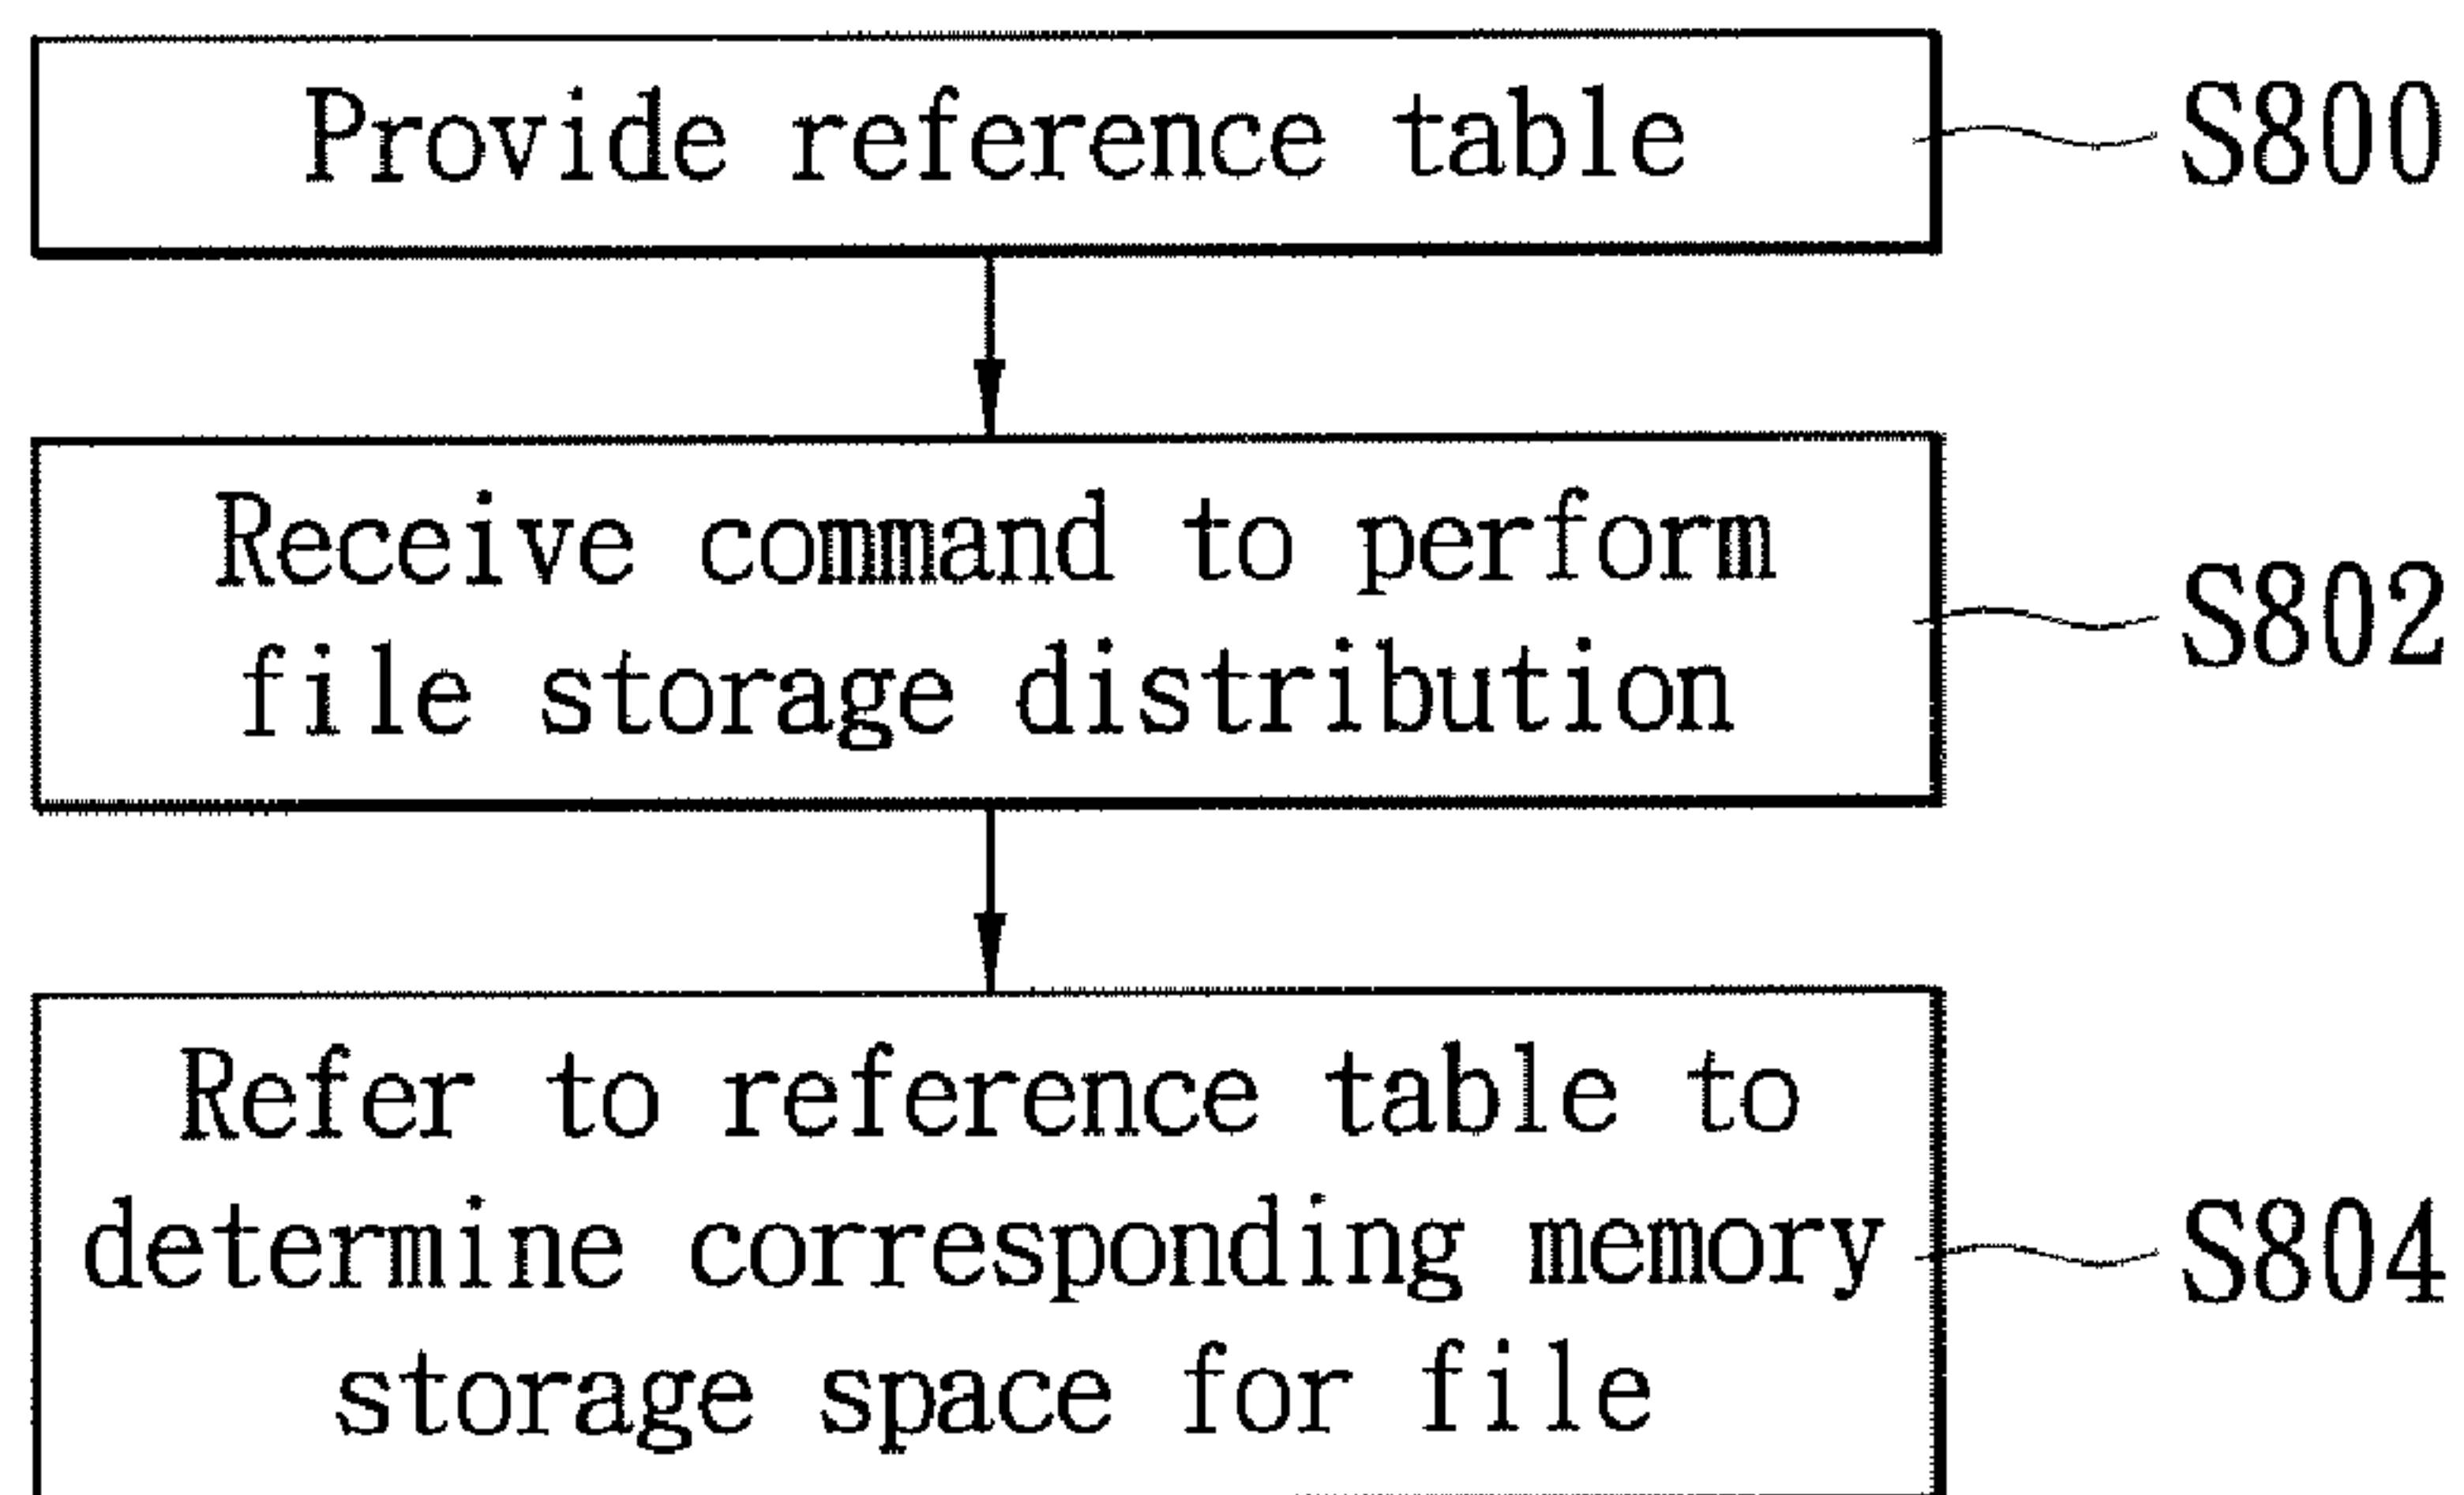 Provide reference table
S800
Receive command to perform
file storage distribution
S802
Refer to reference table to
determine corresponding memory
storage space for file
S804